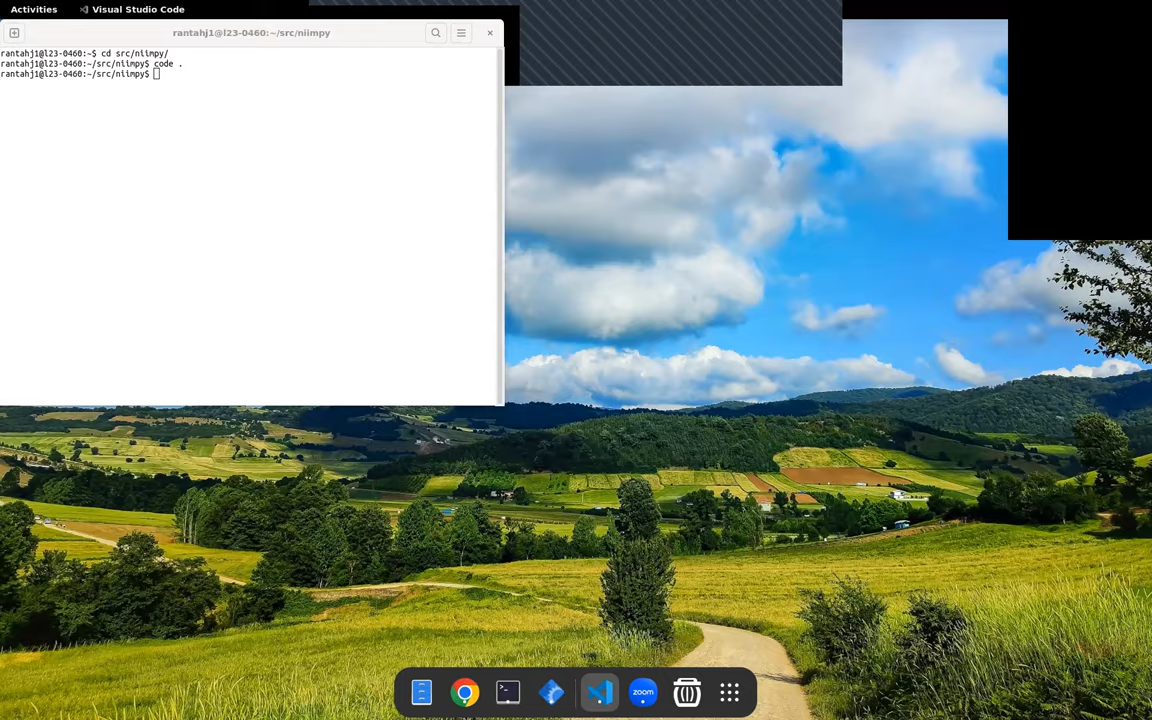 Activities Visual Studio Code
rantahj1@l23-0460:~/src/niimpy
rantahj1@l23-0460:~$ cd src/niimpy/
rantahj1@l23-0460:~/src/niimpy$ code .
rantahj1@l23-0460:~/src/niimpy$
zoom